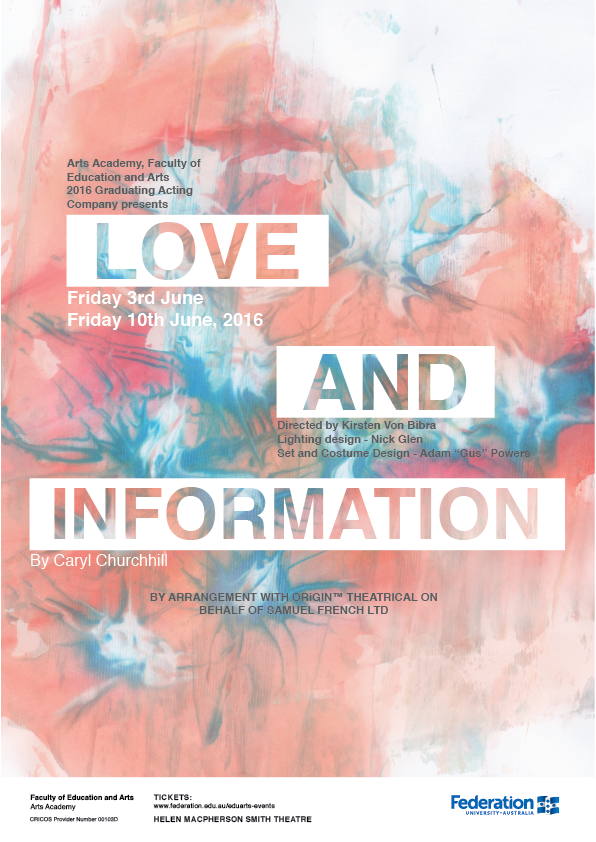 Arts Academy, Faculty of
Education and Arts
2016 Graduating Acting
Company presents
LOVE
Friday 3rd June
Friday 10th June, 2016
AND
Directed by Kirsten Von Bibra
Lighting design - Nick Glen
Set and Costume Design - Adam “Gus” Powers
INFORMATION
By Caryl Churchhill
BY ARRANGEMENT WITH ORiGiN™ THEATRICAL ON
BEHALF OF SAMUEL FRENCH LTD
Faculty of Education and Arts
Arts Academy
CRICOS Provider Number 00103D
TICKETS:
www.federation.edu.au/eduarts-events
HELEN MACPHERSON SMITH THEATRE
Federation
UNIVERSITY • AUSTRALIA